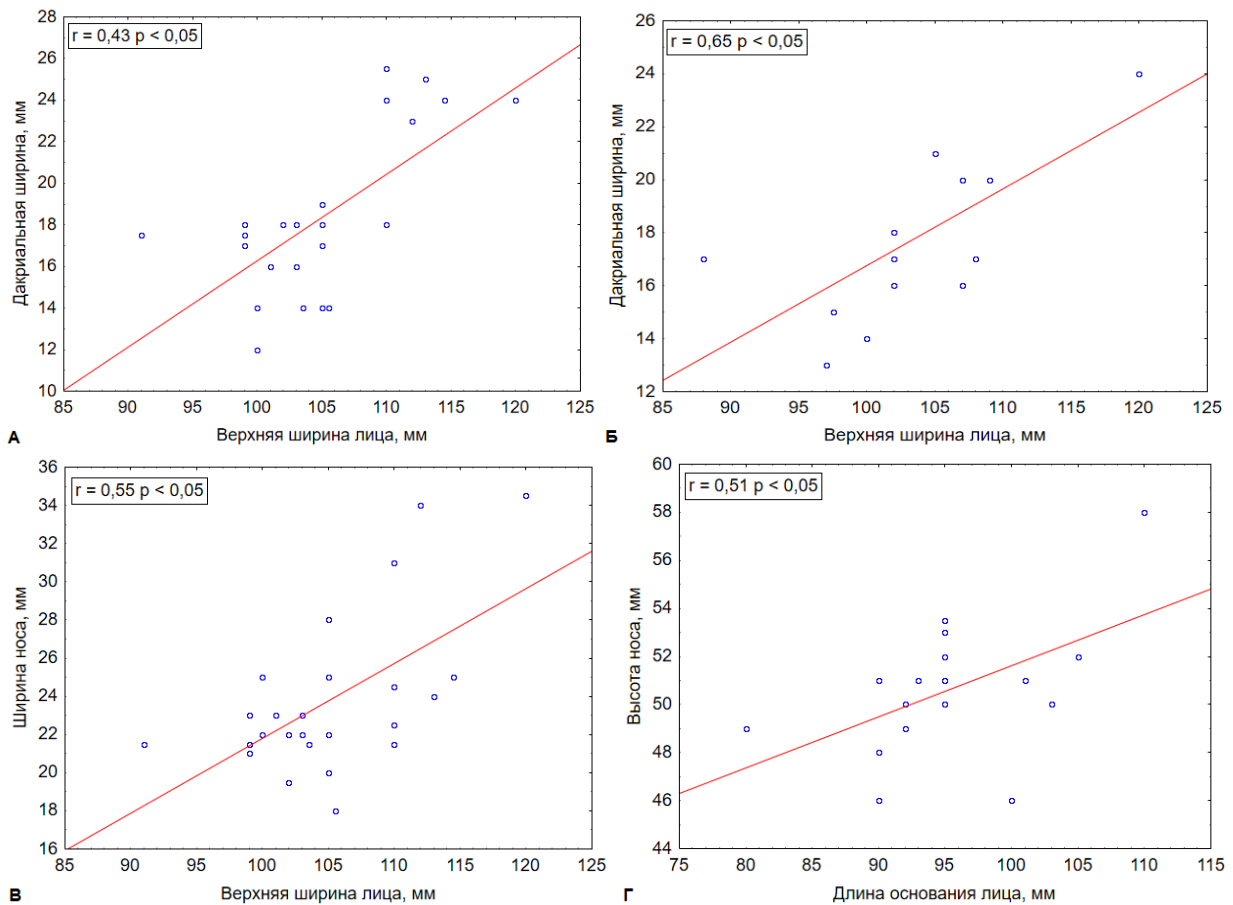 28
26
24
22
20
18
16
14
12
10
r = 0,43 p < 0,05
Дакриальная ширина, мм
85 90 95 100 105 110 115 120 125
Верхняя ширина лица, мм
А
26
24
22
20
18
16
14
12
r = 0,65 p < 0,05
Дакриальная ширина, мм
85 90 95 100 105 110 115 120 125
Верхняя ширина лица, мм
Б
36
34
32
30
28
26
24
22
20
18
16
r = 0,55 p < 0,05
Ширина носа, мм
85 90 95 100 105 110 115 120 125
Верхняя ширина лица, мм
В
60
58
56
54
52
50
48
46
44
r = 0,51 p < 0,05
Высота носа, мм
75 80 85 90 95 100 105 110 115
Длина основания лица, мм
Г